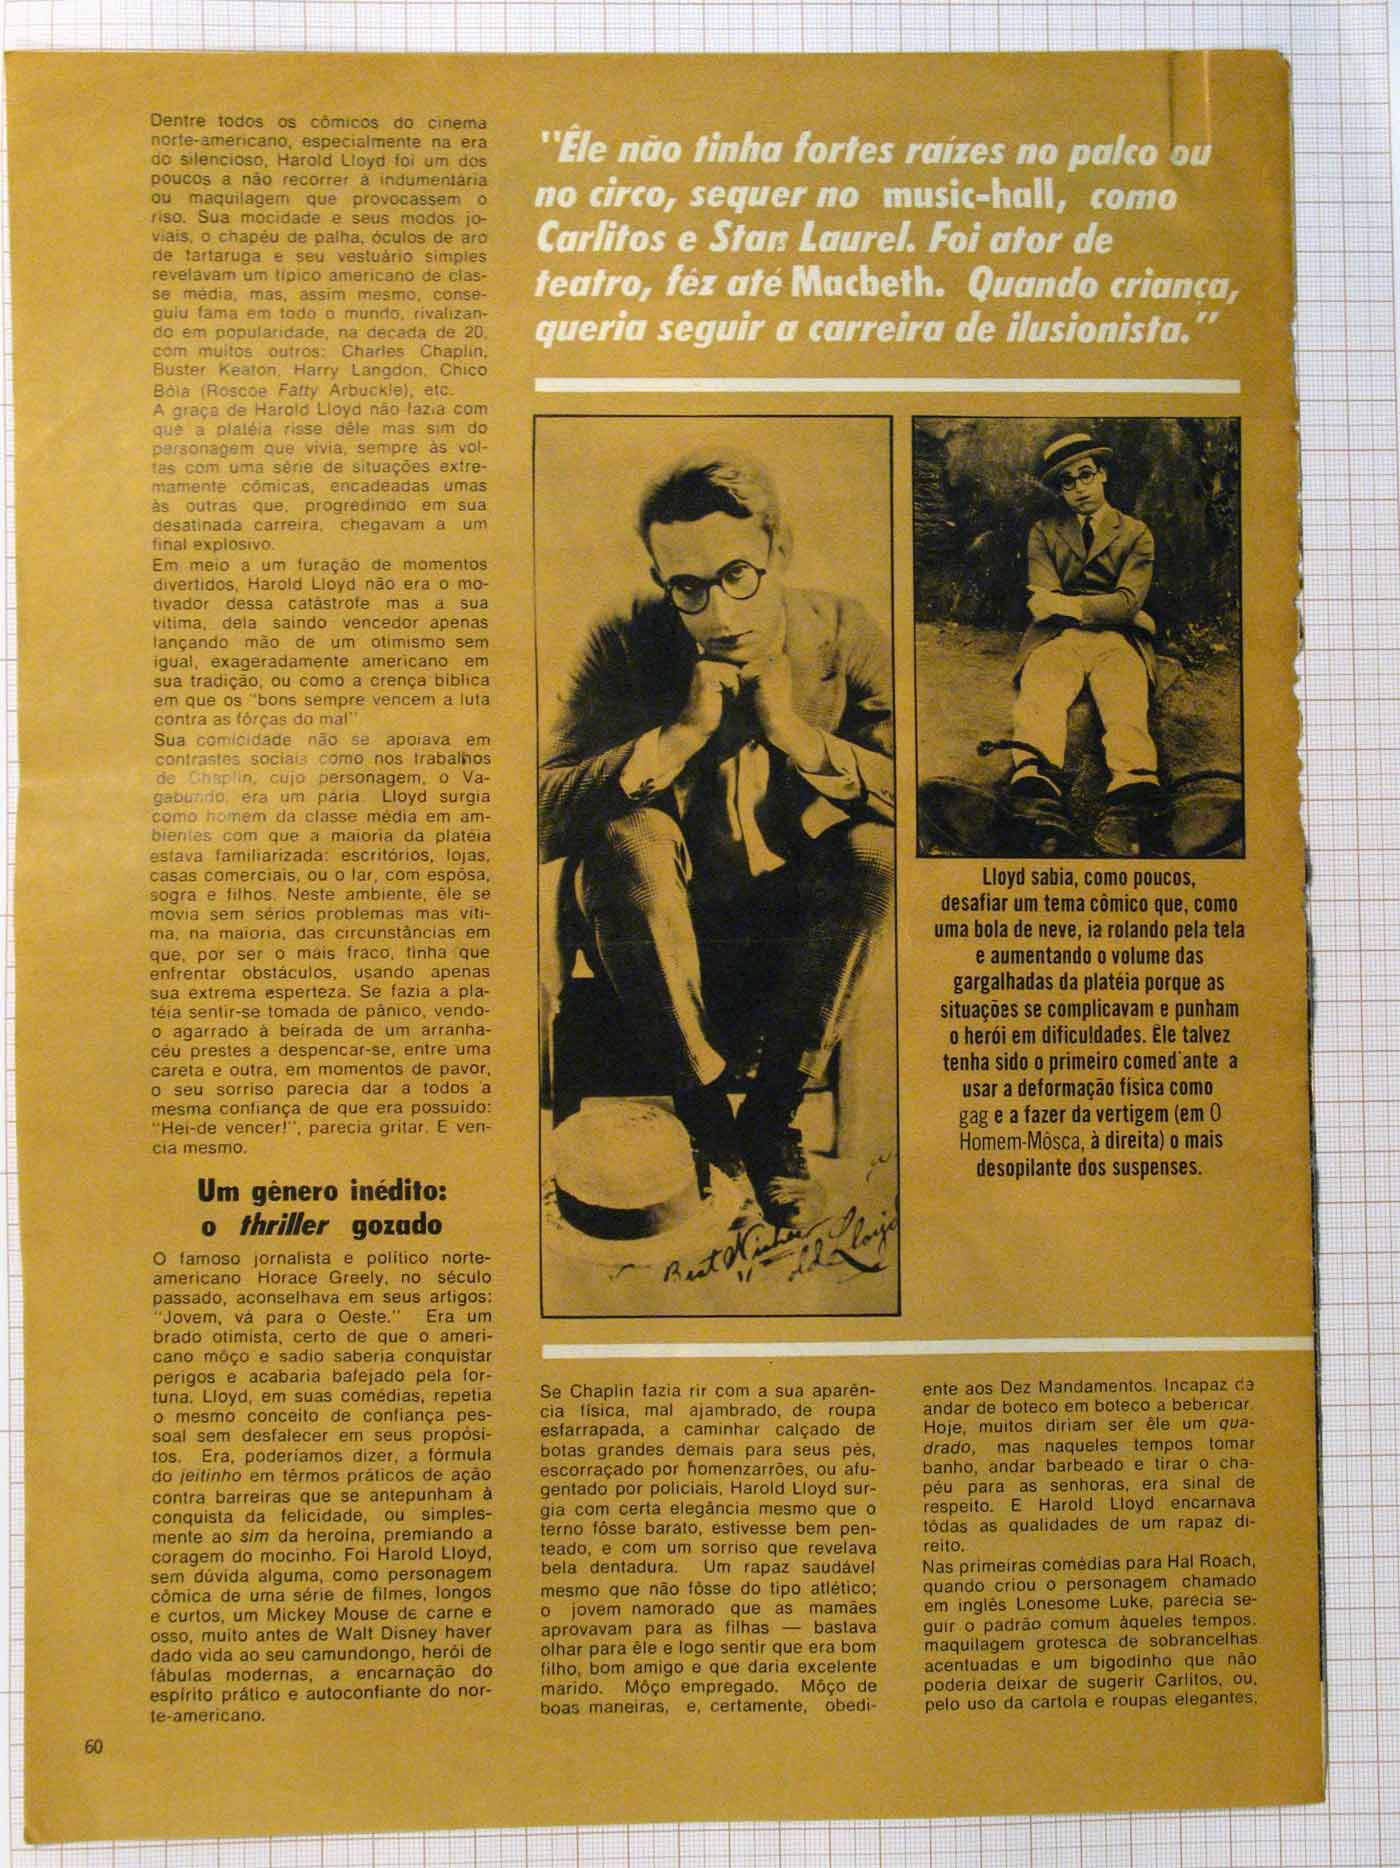 Dentre todos os cômicos do cinema
norte-americano, especialmente na era
do silencioso, Harold Lloyd foi um dos
poucos a não recorrer à indumentária
ou maquilagem que provocassem o
riso. Sua mocidade e seus modos jo-
viais, o chapéu de palha, óculos de aro
de tartaruga e seu vestuário simples
revelavam um típico americano de clas-
se média, mas, assim mesmo, conse-
guiu fama em todo o mundo, rivalizan-
do em popularidade, na década de 20,
com muitos outros: Charles Chaplin,
Buster Keaton, Harry Langdon, Chico
Bóia (Roscoe Fatty Arbuckle), etc.
A graça de Harold Lloyd não fazia com
que a platéia risse dêle mas sim do
personagem que vivia, sempre às vol-
tas com uma série de situações extre-
mamente cômicas, encadeadas umas
às outras que, progredindo em sua
desatinada carreira, chegavam a um
final explosivo.
Em meio a um furação de momentos
divertidos, Harold Lloyd não era o mo-
tivador dessa catástrofe mas a sua
vítima, dela saindo vencedor apenas
lançando mão de um otimismo sem
igual, exageradamente americano em
sua tradição, ou como a crença bíblica
em que os "bons sempre vencem a luta
contra as fôrças do mal"
Sua comicidade não se apoiava em
contrastes sociais como nos trabalhos
de Chaplin, cujo personagem, o Va-
gabundo, era um pária. Lloyd surgia
como homem da classe média em am-
bientes com que a maioria da platéia
estava familiarizada: escritórios, lojas,
casas comerciais, ou o lar, com espôsa,
sogra e filhos. Neste ambiente, êle se
movia sem sérios problemas mas víti-
ma, na maioria, das circunstâncias em
que, por ser o mais fraco, tinha que
enfrentar obstáculos, usando apenas
sua extrema esperteza. Se fazia a pla-
téia sentir-se tomada de pânico, vendo-
o agarrado à beirada de um arranha-
céu prestes a despencar-se, entre uma
careta e outra, em momentos de pavor,
o seu sorriso parecia dar a todos a
mesma confiança de que era possuído:
"Hei-de vencer!", parecia gritar. E ven-
cia mesmo.
Um gênero inédito:
o thriller gozado
O famoso jornalista e político norte-
americano Horace Greely, no século
passado, aconselhava em seus artigos:
"Jovem, vá para o Oeste." Era um
brado otimista, certo de que o ameri-
cano môço e sadio saberia conquistar
perigos e acabaria bafejado pela for-
tuna. Lloyd, em suas comédias, repetia
o mesmo conceito de confiança pes-
soal sem desfalecer em seus propósi-
tos. Era, poderíamos dizer, a fórmula
do jeitinho em têrmos práticos de ação
contra barreiras que se antepunham à
conquista da felicidade, ou simples-
mente ao sim da heroína, premiando a
coragem do mocinho. Foi Harold Lloyd,
sem dúvida alguma, como personagem
cômica de uma série de filmes, longos
e curtos, um Mickey Mouse de carne e
osso, muito antes de Walt Disney haver
dado vida ao seu camundongo, herói de
fábulas modernas, a encarnação do
espírito prático e autoconfiante do nor-
te-americano.
60
"Êle não tinha fortes raízes no palco ou
no circo, sequer no music-hall, como
Carlitos e Stan Laurel. Foi ator de
teatro, fêz até Macbeth. Quando criança,
queria seguir a carreira de ilusionista."
Best Wishes
old Lloyd
Lloyd sabia, como poucos,
desafiar um tema cômico que, como
uma bola de neve, ia rolando pela tela
e aumentando o volume das
gargalhadas da platéia porque as
situações se complicavam e punham
o herói em dificuldades. Êle talvez
tenha sido o primeiro comediante a
usar a deformação física como
gag e a fazer da vertigem (em O
Homem-Môsca, à direita) o mais
desopilante dos suspenses.
Se Chaplin fazia rir com a sua aparên-
cia física, mal ajambrado, de roupa
esfarrapada, a caminhar calçado de
botas grandes demais para seus pés,
escorraçado por homenzarrões, ou afu-
gentado por policiais, Harold Lloyd sur-
gia com certa elegância mesmo que o
terno fôsse barato, estivesse bem pen-
teado, e com um sorriso que revelava
bela dentadura. Um rapaz saudável
mesmo que não fôsse do tipo atlético;
o jovem namorado que as mamães
aprovavam para as filhas — bastava
olhar para êle e logo sentir que era bom
filho, bom amigo e que daria excelente
marido. Môço empregado. Môço de
boas maneiras, e, certamente, obedi-
ente aos Dez Mandamentos. Incapaz de
andar de boteco em boteco a bebericar.
Hoje, muitos diriam ser êle um qua-
drado, mas naqueles tempos tomar
banho, andar barbeado e tirar o cha-
péu para as senhoras, era sinal de
respeito. E Harold Lloyd encarnava
tôdas as qualidades de um rapaz di-
reito.
Nas primeiras comédias para Hal Roach,
quando criou o personagem chamado
em inglês Lonesome Luke, parecia se-
guir o padrão comum àqueles tempos:
maquilagem grotesca de sobrancelhas
acentuadas e um bigodinho que não
poderia deixar de sugerir Carlitos, ou,
pelo uso da cartola e roupas elegantes,